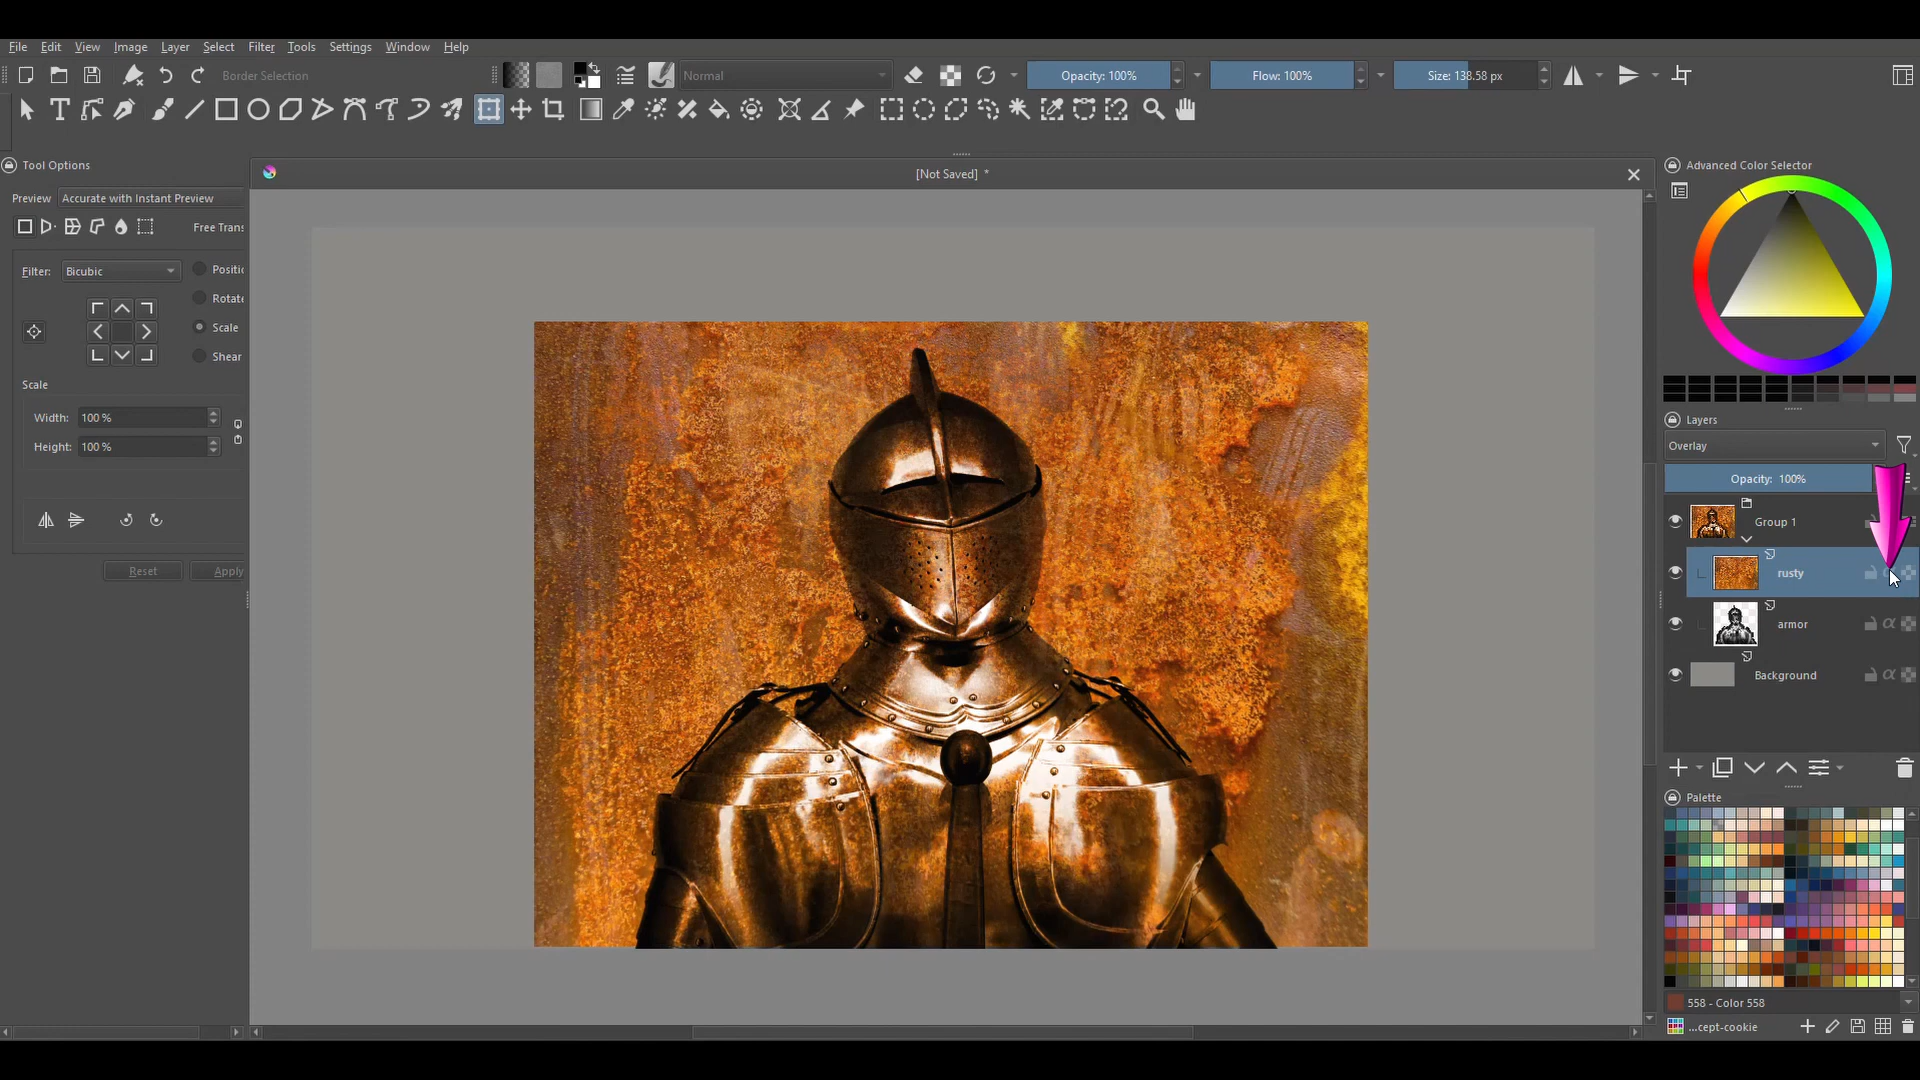 File Edit View Image Layer Select Filter Tools Settings Window Help
Border Selection
Normal
Opacity: 100%
Flow: 100%
Size: 138.58 px
Tool Options
[Not Saved] *
Advanced Color Selector
Preview Accurate with Instant Preview
Free Trans
Filter: Bicubic
Positic
Rotate
Scale
Shear
Scale
Width: 100 %
Height: 100 %
Reset
Apply
Layers
Overlay
Opacity: 100%
Group 1
rusty
armor
Background
Palette
558 - Color 558
...cept-cookie